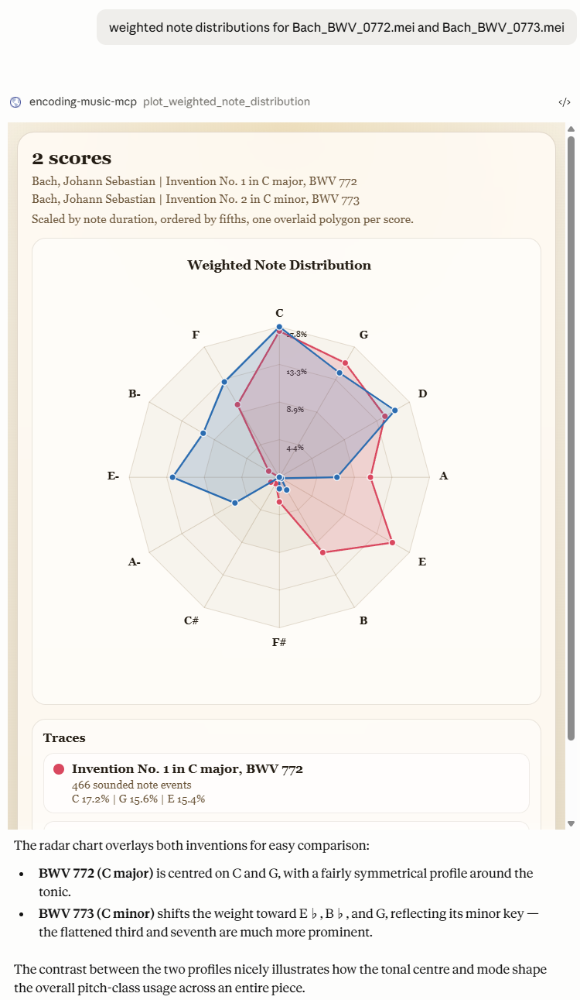 weighted note distributions for Bach_BWV_0772.mei and Bach_BWV_0773.mei
encoding-music-mcp plot_weighted_note_distribution
</>
2 scores
Bach, Johann Sebastian | Invention No. 1 in C major, BWV 772
Bach, Johann Sebastian | Invention No. 2 in C minor, BWV 773
Scaled by note duration, ordered by fifths, one overlaid polygon per score.
Weighted Note Distribution
C
F
G
17.8%
13.3%
B-
D
8.9%
4.4%
E-
A
A-
E
C#
B
F#
Traces
Invention No. 1 in C major, BWV 772
466 sounded note events
C 17.2% | G 15.6% | E 15.4%
The radar chart overlays both inventions for easy comparison:
• BWV 772 (C major) is centred on C and G, with a fairly symmetrical profile around the
tonic.
• BWV 773 (C minor) shifts the weight toward E♭, B♭, and G, reflecting its minor key —
the flattened third and seventh are much more prominent.
The contrast between the two profiles nicely illustrates how the tonal centre and mode shape
the overall pitch-class usage across an entire piece.